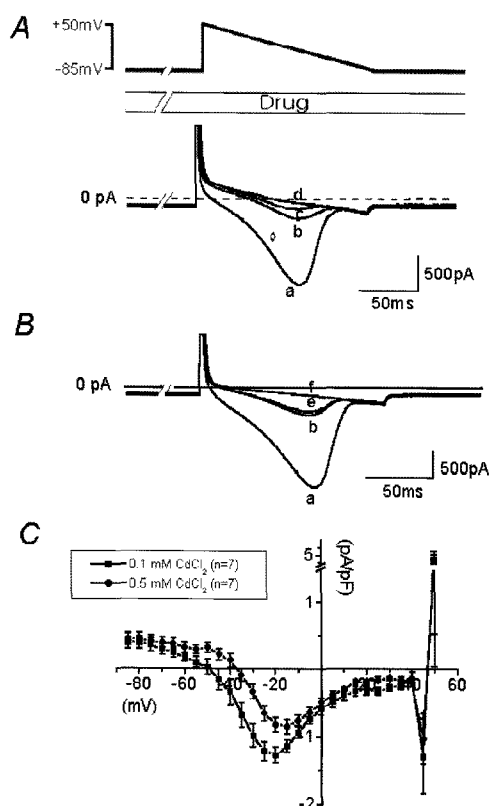 A
+50mV
-85mV
Drug
0 pA
d
b
a
500pA
50ms
B
0 pA
f
e
b
a
500pA
50ms
C
0.1 mM CdCl2 (n=7)
0.5 mM CdCl2 (n=7)
(pA/pF)
5
1
-80 -60 -40 -20 20 40 60
(mV)
1
-2